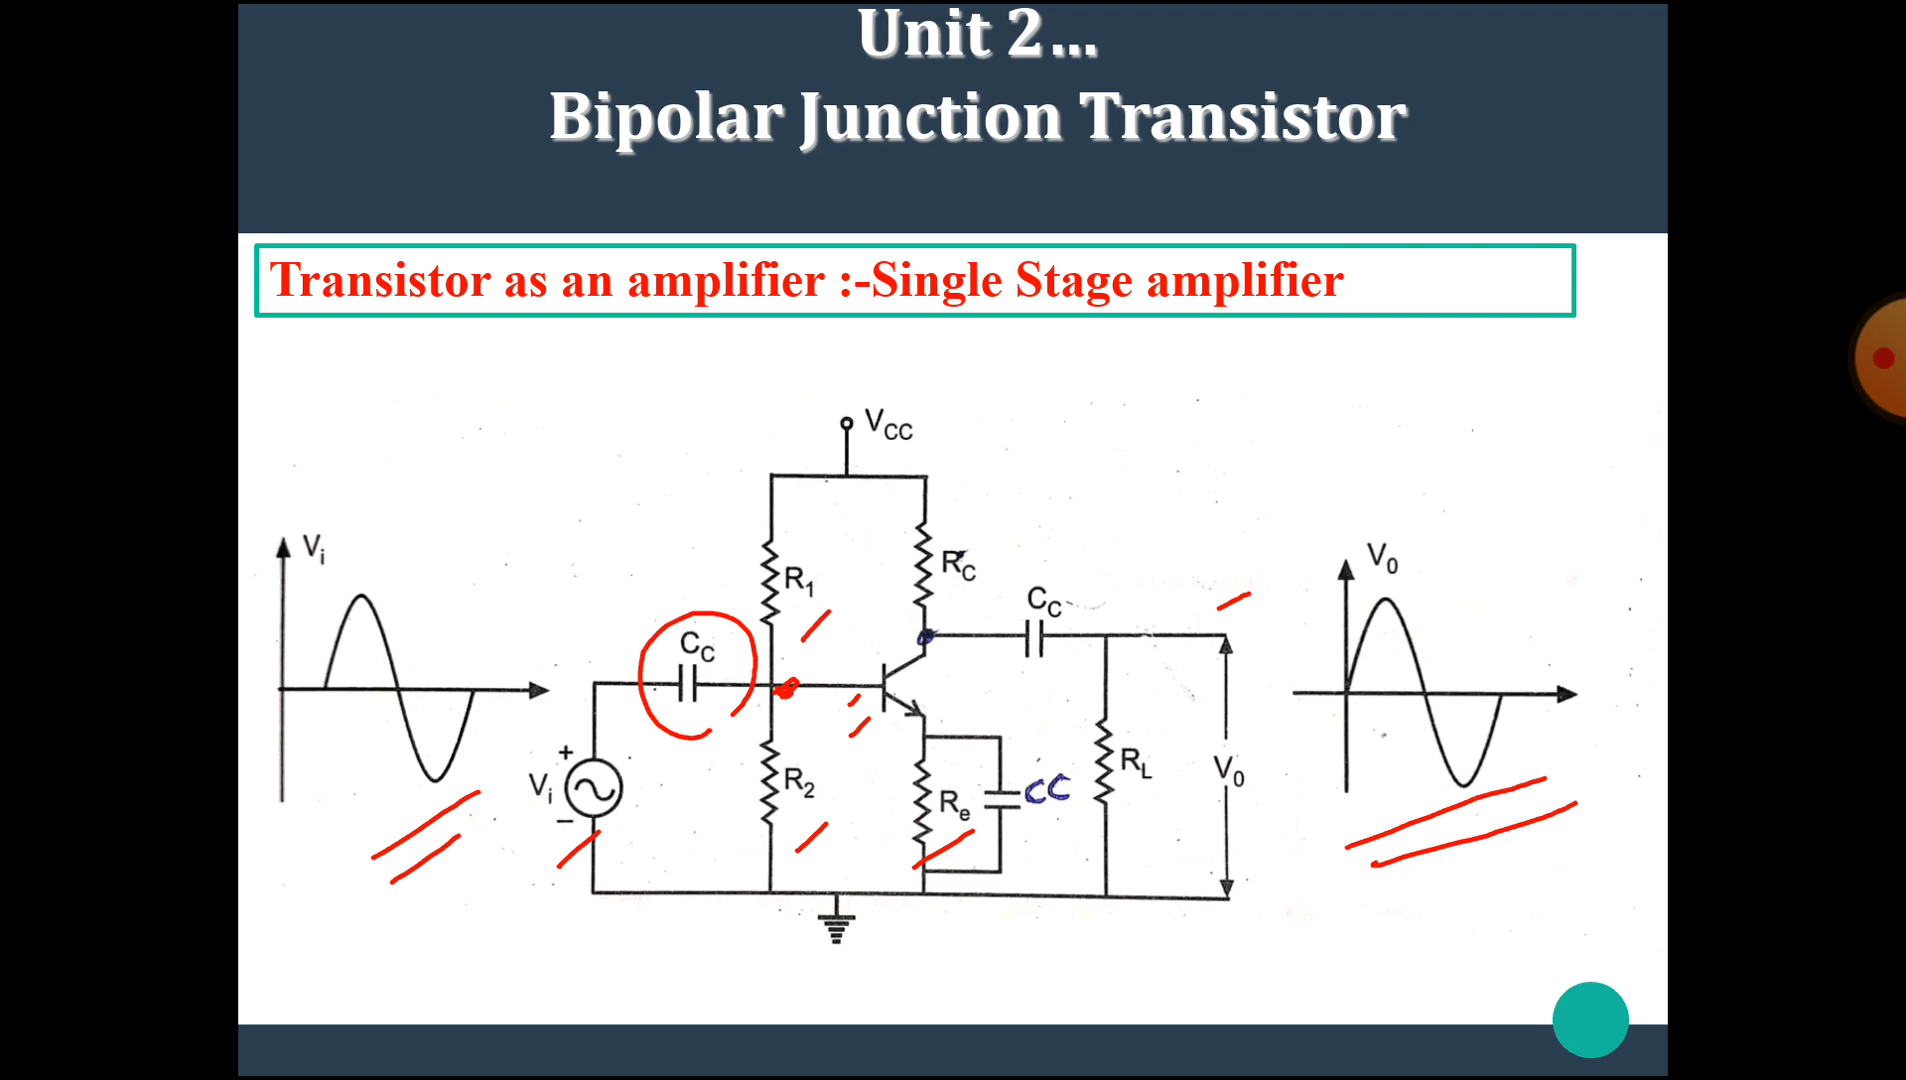 Unit 2...
Bipolar Junction Transistor
Transistor as an amplifier :-Single Stage amplifier
VCC
Vi
R1
RC
CC
CC
V0
+
Vi
−
R2
Re
CC
RL
V0